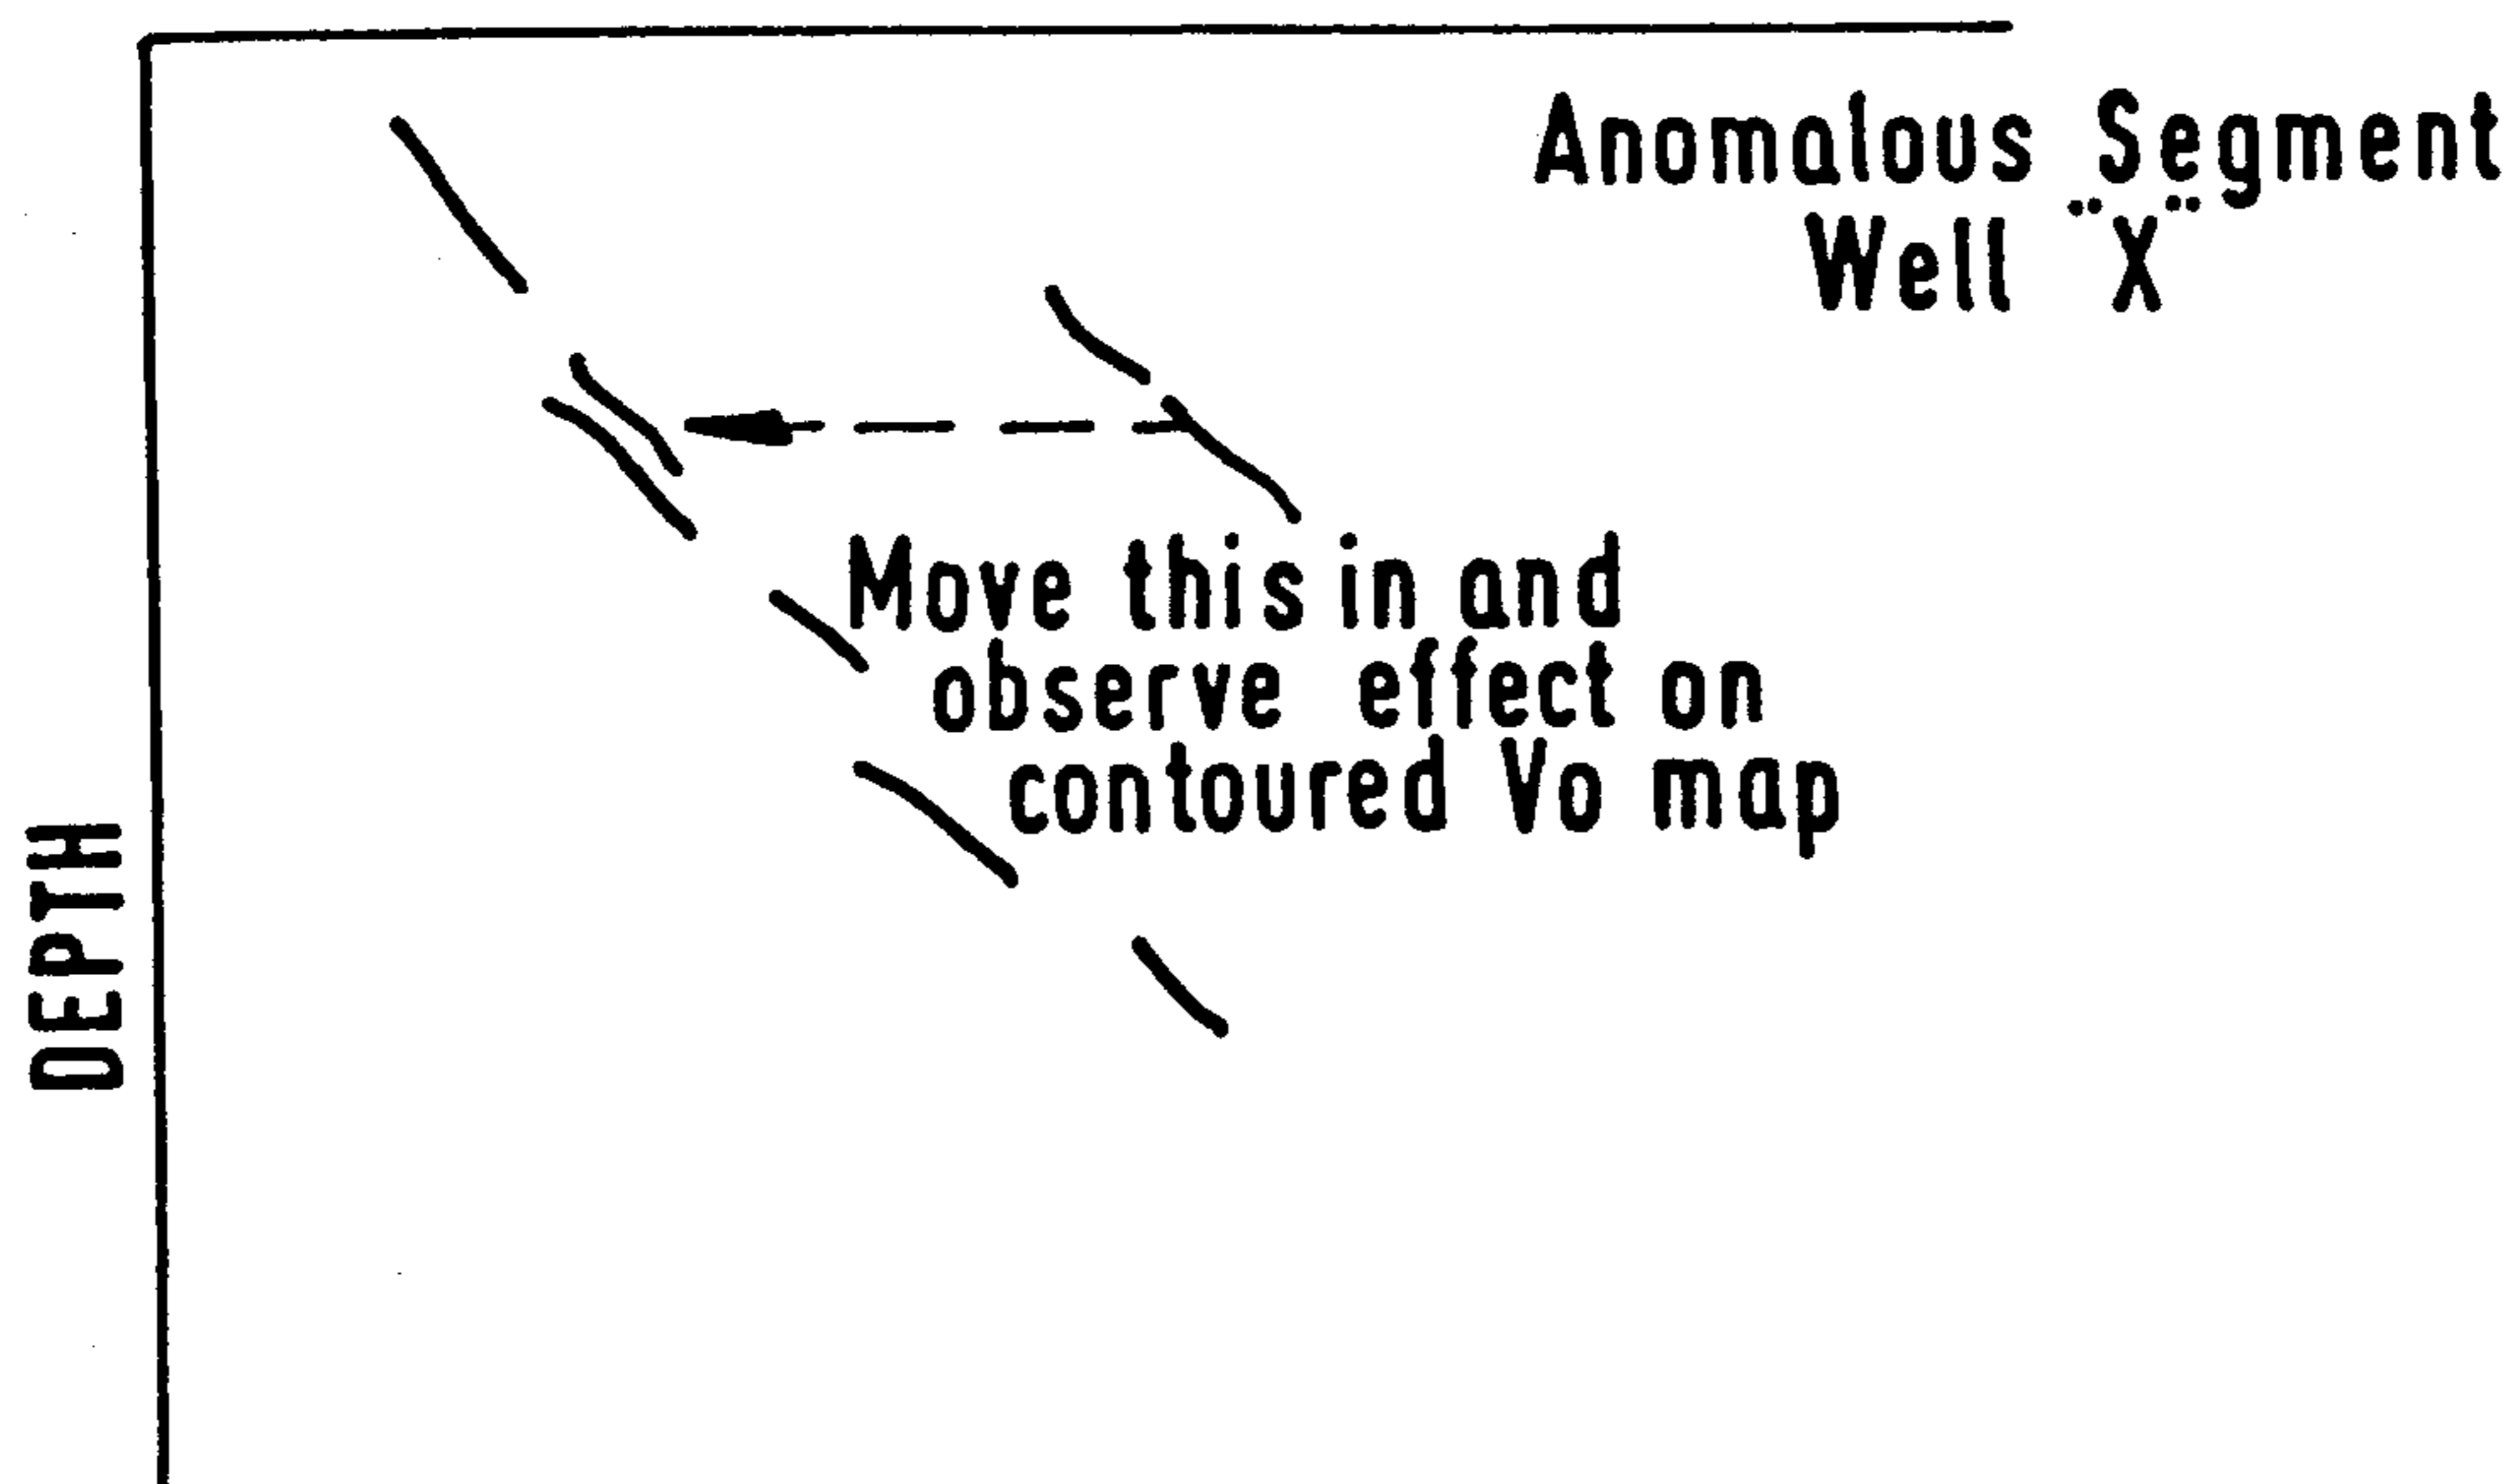 Anomalous Segment
Well "X"
Move this in and
observe effect on
contoured Vo map
DEPTH